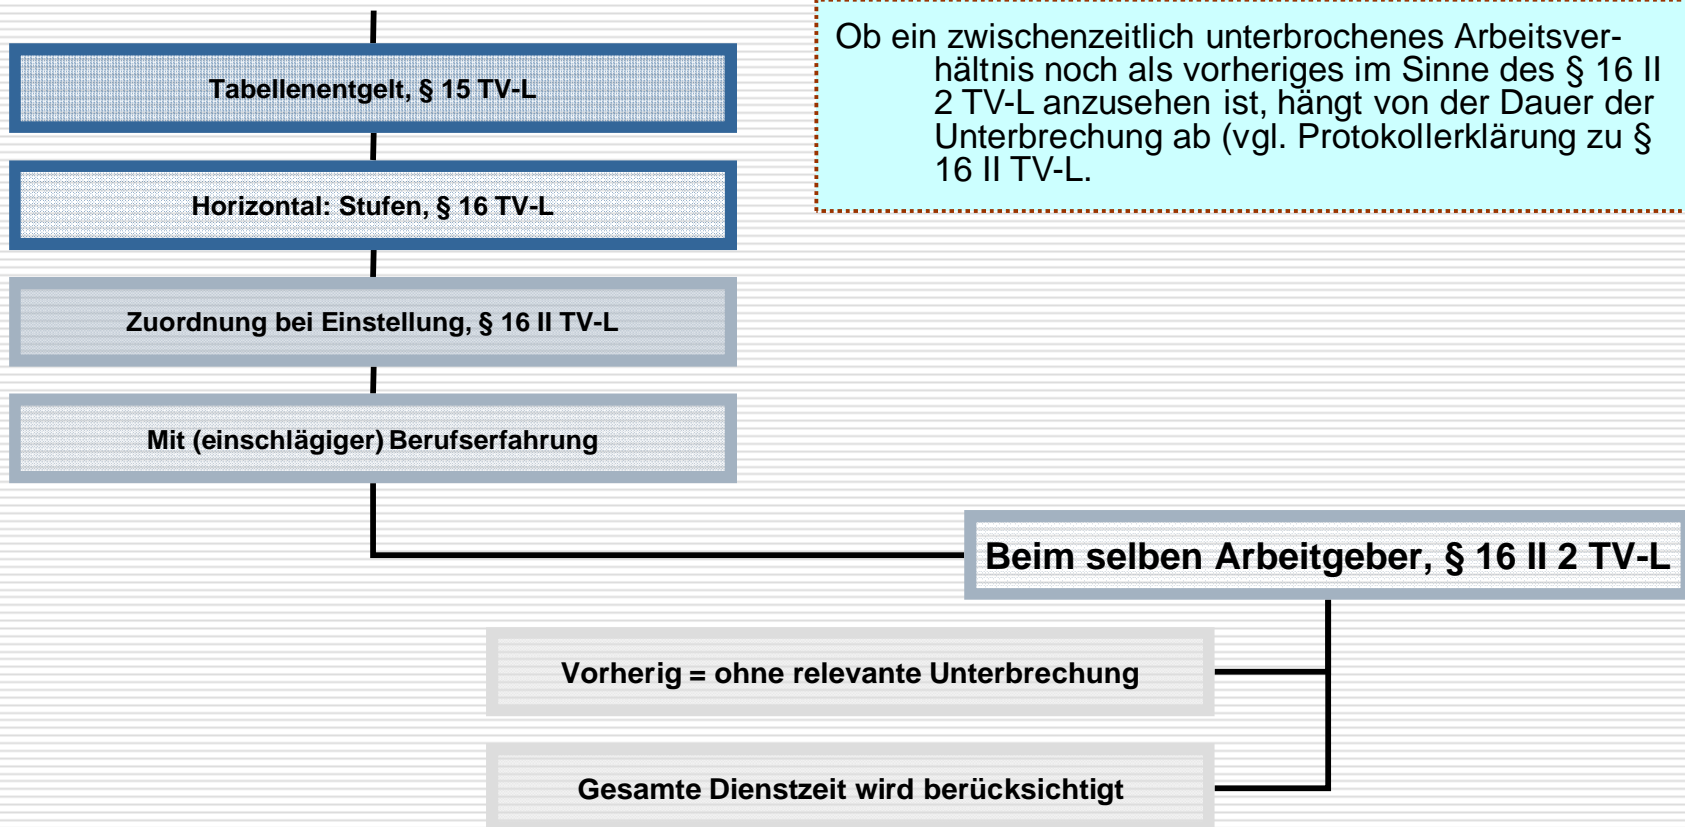 Tabellenentgelt, § 15 TV-L
Horizontal: Stufen, § 16 TV-L
Zuordnung bei Einstellung, § 16 II TV-L
Mit (einschlägiger) Berufserfahrung
Ob ein zwischenzeitlich unterbrochenes Arbeitsver-
hältnis noch als vorheriges im Sinne des § 16 II
2 TV-L anzusehen ist, hängt von der Dauer der
Unterbrechung ab (vgl. Protokollerklärung zu §
16 II TV-L.
Beim selben Arbeitgeber, § 16 II 2 TV-L
Vorherig = ohne relevante Unterbrechung
Gesamte Dienstzeit wird berücksichtigt